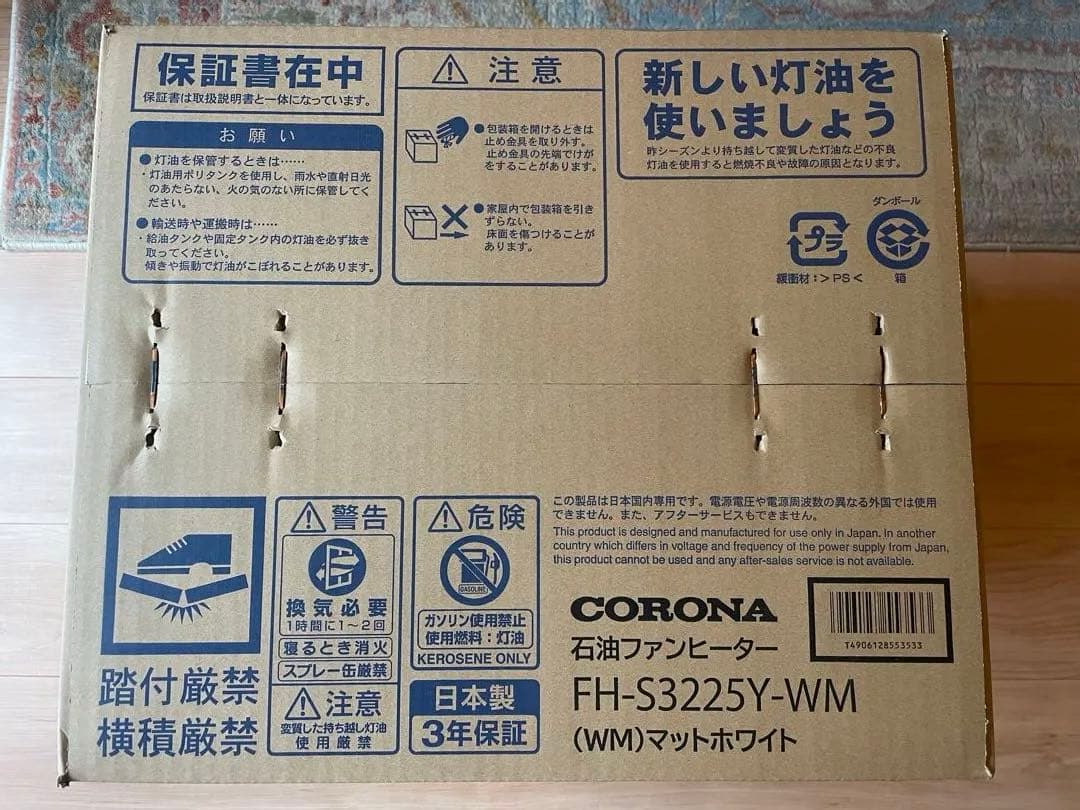 保証書在中
保証書は取扱説明書と一体になっています。
お願い
●灯油を保管するときは……
・灯油用ポリタンクを使用し、雨水や直射日光
のあたらない、火の気のない所に保管してく
ださい。
●輸送時や運搬時は……
・給油タンクや固定タンク内の灯油を必ず抜き
取ってください。
傾きや振動で灯油がこぼれることがあります。
注意
●包装箱を開けるときは
止め金具を取り外す。
止め金具の先端でけが
をすることがあります。
●家屋内で包装箱を引き
ずらない。
床面を傷つけることが
あります。
新しい灯油を
使いましょう
昨シーズンより持ち越して変質した灯油などの不良
灯油を使用すると燃焼不良や故障の原因となります。
プラ
緩衝材:>PS<
ダンボール
箱
踏付厳禁
横積厳禁
警告
換気必要
1時間に1~2回
寝るとき消火
スプレー缶厳禁
注意
変質した持ち越し灯油
使用厳禁
危険
GASOLINE
ガソリン使用禁止
使用燃料:灯油
KEROSENE ONLY
日本製
3年保証
この製品は日本国内専用です。電源電圧や電源周波数の異なる外国では使用
できません。また、アフターサービスもできません。
This product is designed and manufactured for use only in Japan. In another
country which differs in voltage and frequency of the power supply from Japan,
this product cannot be used and any after-sales service is not available.
CORONA
石油ファンヒーター
FH-S3225Y-WM
(WM)マットホワイト
T4906128553533